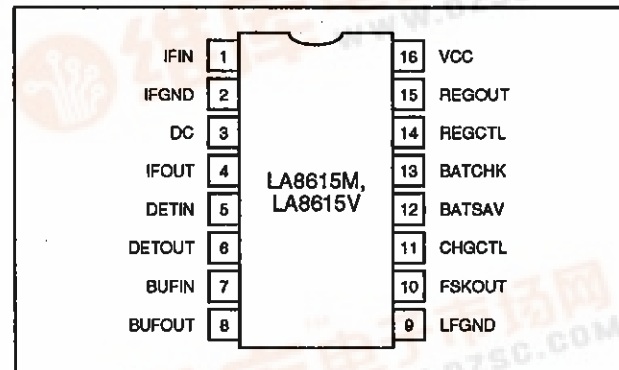 IFIN 1 16 VCC
IFGND 2 15 REGOUT
DC 3 14 REGCTL
IFOUT 4 13 BATCHK
LA8615M,
LA8615V
DETIN 5 12 BATSAV
DETOUT 6 11 CHGCTL
BUFIN 7 10 FSKOUT
BUFOUT 8 9 LFGND